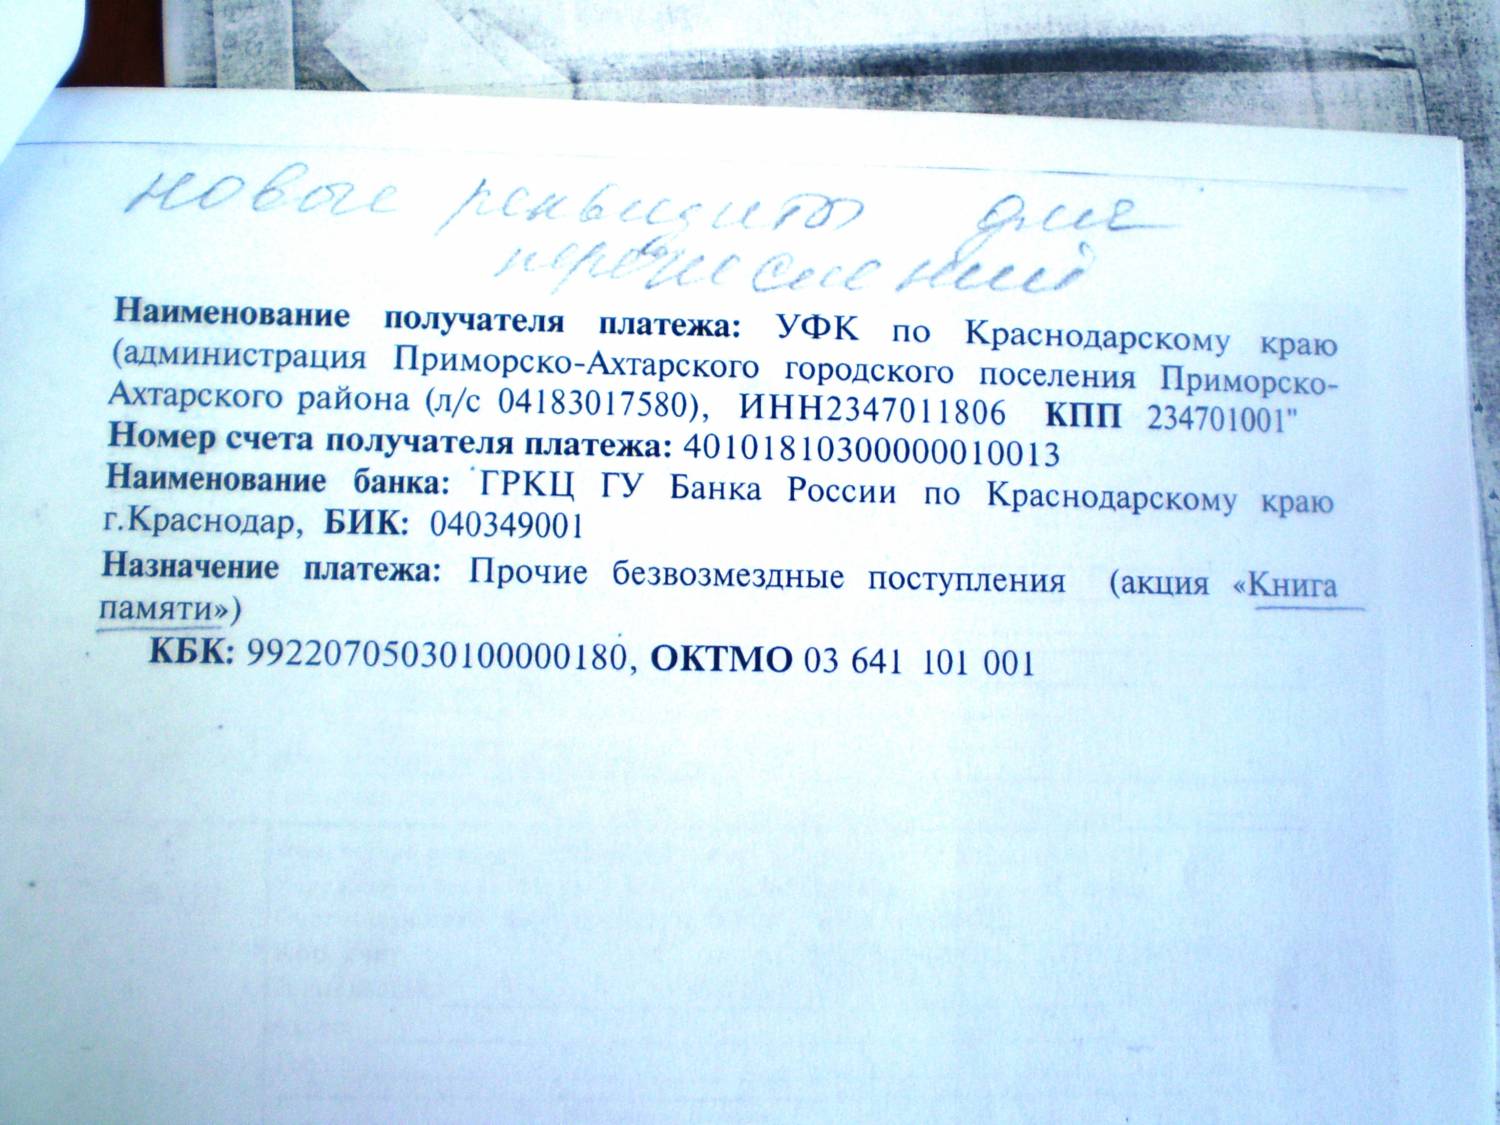 новые реквизиты для
перечислений
Наименование получателя платежа: УФК по Краснодарскому краю
(администрация Приморско-Ахтарского городского поселения Приморско-
Ахтарского района (л/с 04183017580), ИНН2347011806 КПП 234701001"
Номер счета получателя платежа: 40101810300000010013
Наименование банка: ГРКЦ ГУ Банка России по Краснодарскому краю
г.Краснодар, БИК: 040349001
Назначение платежа: Прочие безвозмездные поступления (акция «Книга
памяти»)
КБК: 99220705030100000180, ОКТМО 03 641 101 001